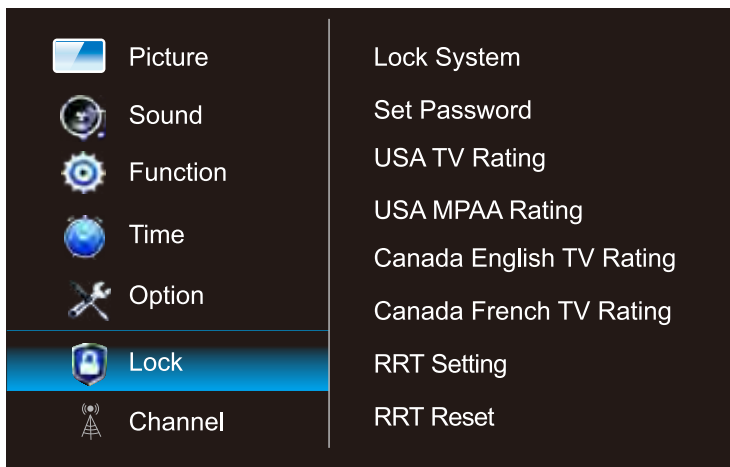 Picture
Sound
Function
Time
Option
Lock
Channel
Lock System
Set Password
USA TV Rating
USA MPAA Rating
Canada English TV Rating
Canada French TV Rating
RRT Setting
RRT Reset